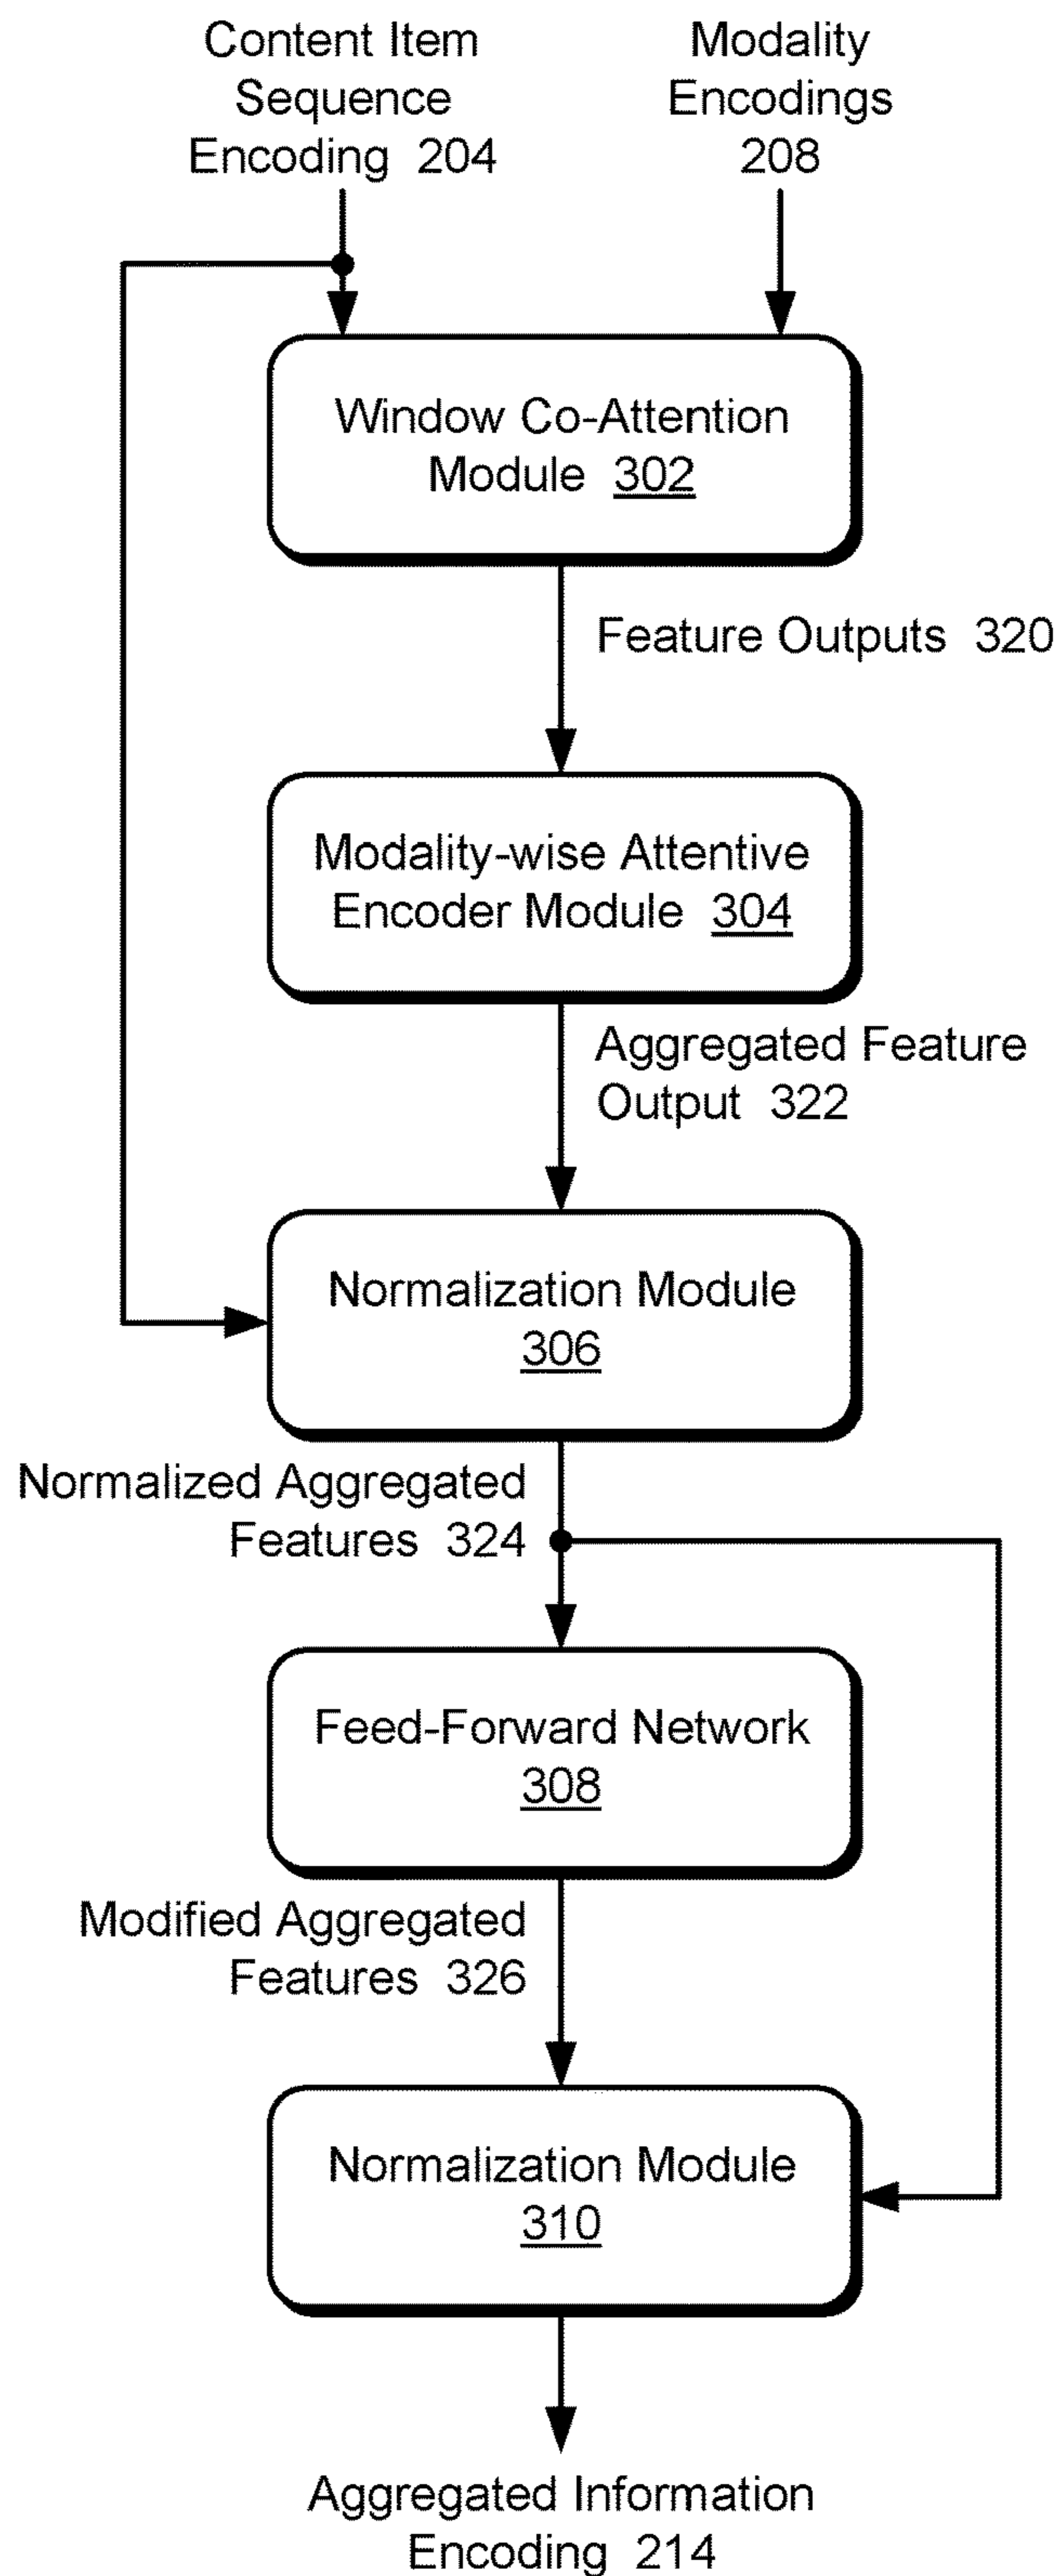 Content Item
Sequence
Encoding 204
Modality
Encodings
208
Window Co-Attention
Module 302
Feature Outputs 320
Modality-wise Attentive
Encoder Module 304
Aggregated Feature
Output 322
Normalization Module
306
Normalized Aggregated
Features 324
Feed-Forward Network
308
Modified Aggregated
Features 326
Normalization Module
310
Aggregated Information
Encoding 214